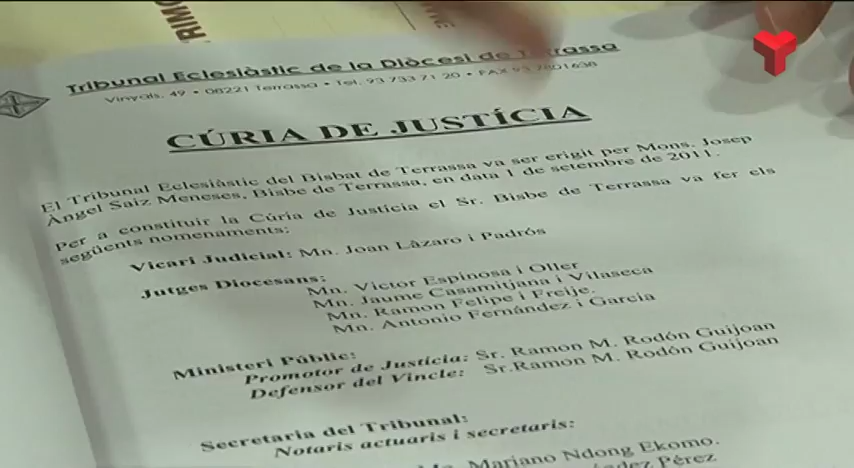 Tribunal Eclesiàstic de la Diòcesi de Terrassa
Vinyals, 49 • 08221 Terrassa • Tel. 93 733 71 20 • FAX 93 7801638
CÚRIA DE JUSTÍCIA
El Tribunal Eclesiàstic del Bisbat de Terrassa va ser erigit per Mons. Josep
Àngel Saiz Meneses, Bisbe de Terrassa, en data 1 de setembre de 2011.
Per a constituir la Cúria de Justícia el Sr. Bisbe de Terrassa va fer els
següents nomenaments:
Vicari Judicial: Mn. Joan Làzaro i Padrós
Jutges Diocesans:
Mn. Victor Espinosa i Oller
Mn. Jaume Casamitjana i Vilaseca
Mn. Ramon Felipe i Freije.
Mn. Antonio Fernández i Garcia
Ministeri Públic:
Promotor de Justícia: Sr. Ramon M. Rodón Guijoan
Defensor del Vincle: Sr.Ramon M. Rodón Guijoan
Secretaria del Tribunal:
Notaris actuaris i secretaris:
Mariano Ndong Ekomo.
Pérez